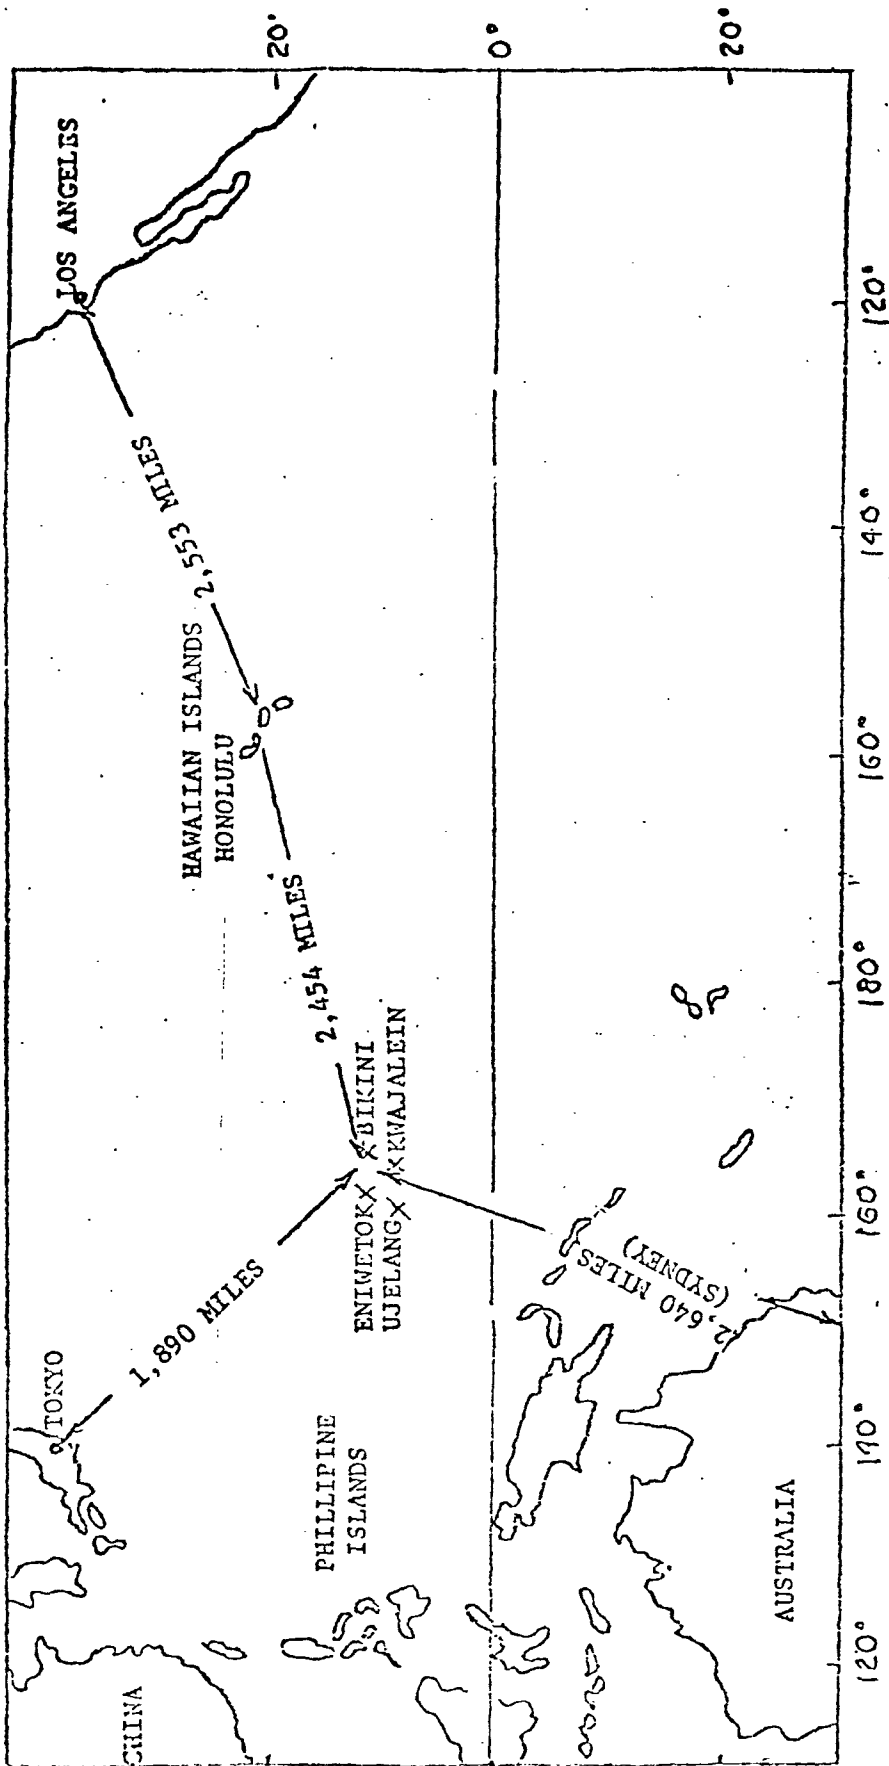 LOS ANGELES
20°
0°
20°
2,553 MILES
HAWAIIAN ISLANDS
HONOLULU
2,454 MILES
TOKYO
1,890 MILES
BIKINI
KWAJALEIN
ENIWETOK
UJELANG
2,640 MILES
(SYDNEY)
PHILLIPINE
ISLANDS
CHINA
AUSTRALIA
120°
170°
160°
180°
160°
140°
120°